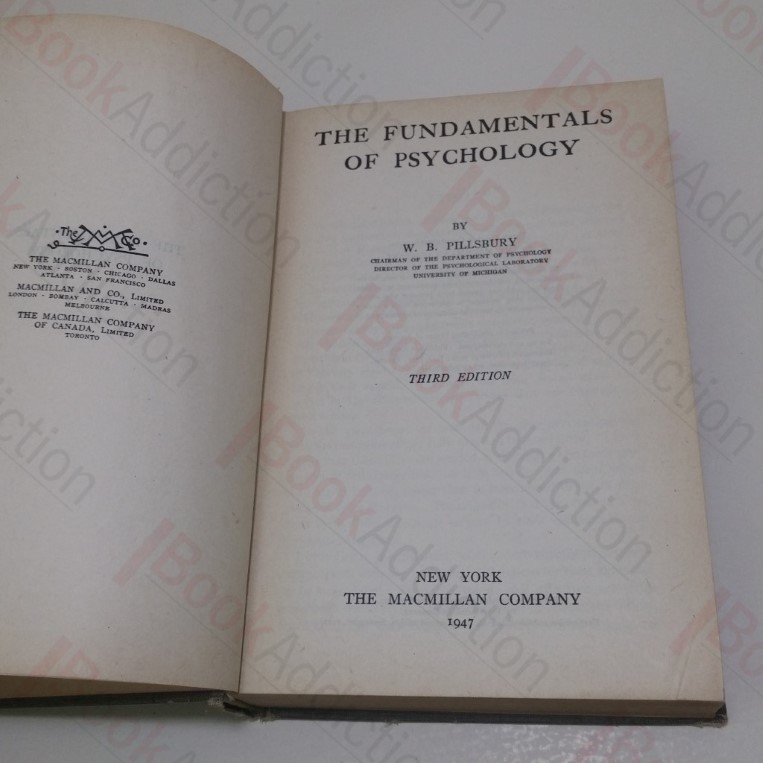 The M Co.
THE MACMILLAN COMPANY
NEW YORK · BOSTON · CHICAGO · DALLAS
ATLANTA · SAN FRANCISCO
MACMILLAN AND CO., LIMITED
LONDON · BOMBAY · CALCUTTA · MADRAS
MELBOURNE
THE MACMILLAN COMPANY
OF CANADA, LIMITED
TORONTO
THE FUNDAMENTALS
OF PSYCHOLOGY
BY
W. B. PILLSBURY
CHAIRMAN OF THE DEPARTMENT OF PSYCHOLOGY
DIRECTOR OF THE PSYCHOLOGICAL LABORATORY
UNIVERSITY OF MICHIGAN
THIRD EDITION
NEW YORK
THE MACMILLAN COMPANY
1947
BookAddiction